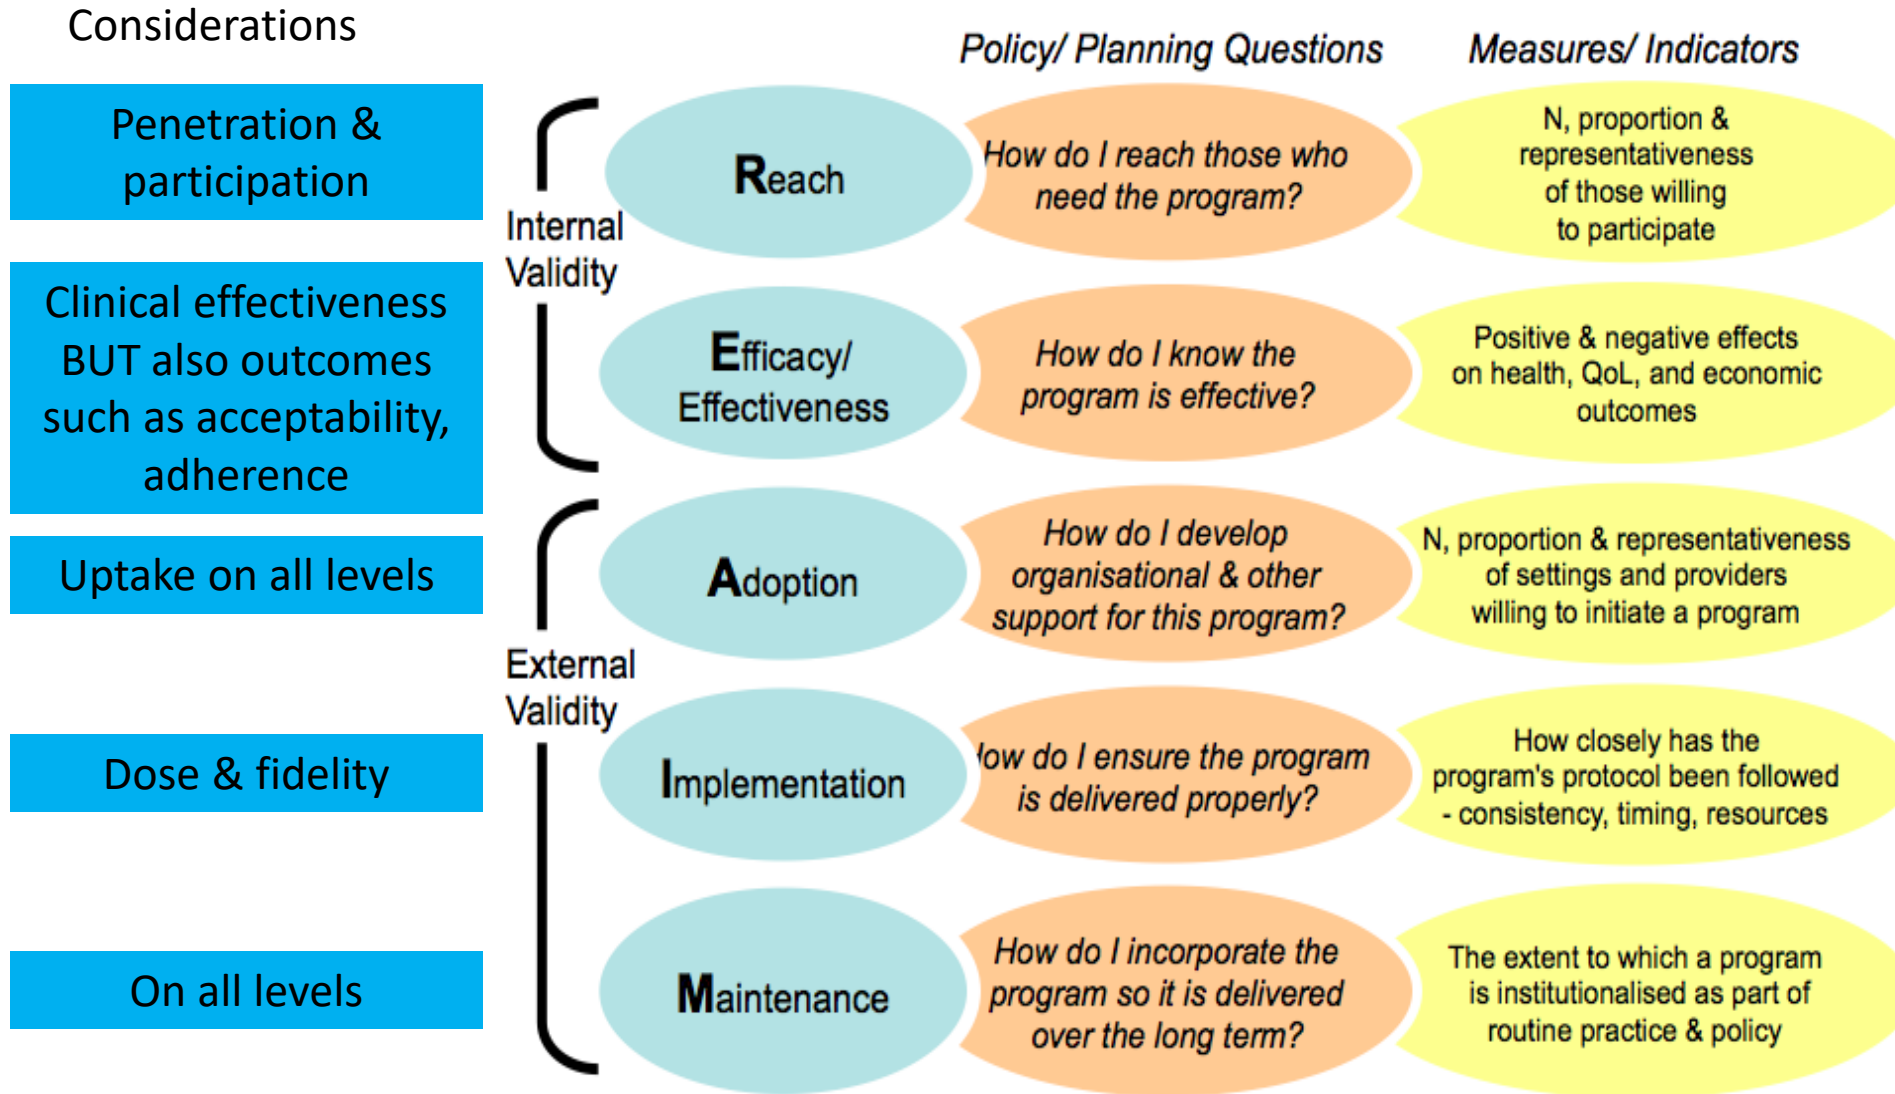 Considerations
Policy/ Planning Questions
Measures/ Indicators
Penetration &
participation
Internal
Validity
Reach
How do I reach those who
need the program?
N, proportion &
representativeness
of those willing
to participate
Clinical effectiveness
BUT also outcomes
such as acceptability,
adherence
Efficacy/
Effectiveness
How do I know the
program is effective?
Positive & negative effects
on health, QoL, and economic
outcomes
Uptake on all levels
External
Validity
Adoption
How do I develop
organisational & other
support for this program?
N, proportion & representativeness
of settings and providers
willing to initiate a program
Dose & fidelity
Implementation
How do I ensure the program
is delivered properly?
How closely has the
program's protocol been followed
- consistency, timing, resources
On all levels
Maintenance
How do I incorporate the
program so it is delivered
over the long term?
The extent to which a program
is institutionalised as part of
routine practice & policy